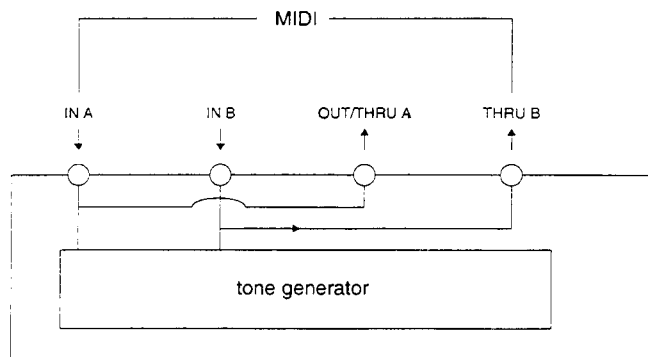 MIDI
IN A
IN B
OUT/THRU A
THRU B
tone generator